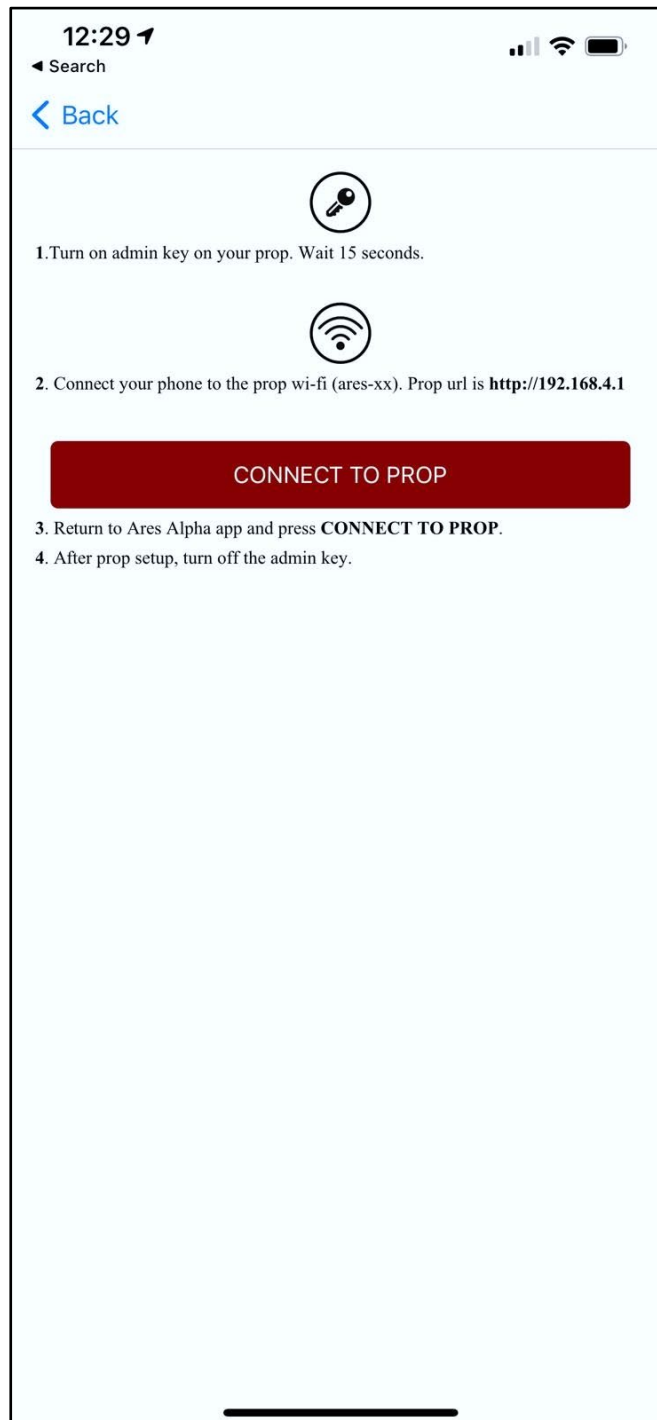 12:29
◀ Search
Back
1.Turn on admin key on your prop. Wait 15 seconds.
2. Connect your phone to the prop wi-fi (ares-xx). Prop url is http://192.168.4.1
CONNECT TO PROP
3. Return to Ares Alpha app and press CONNECT TO PROP.
4. After prop setup, turn off the admin key.